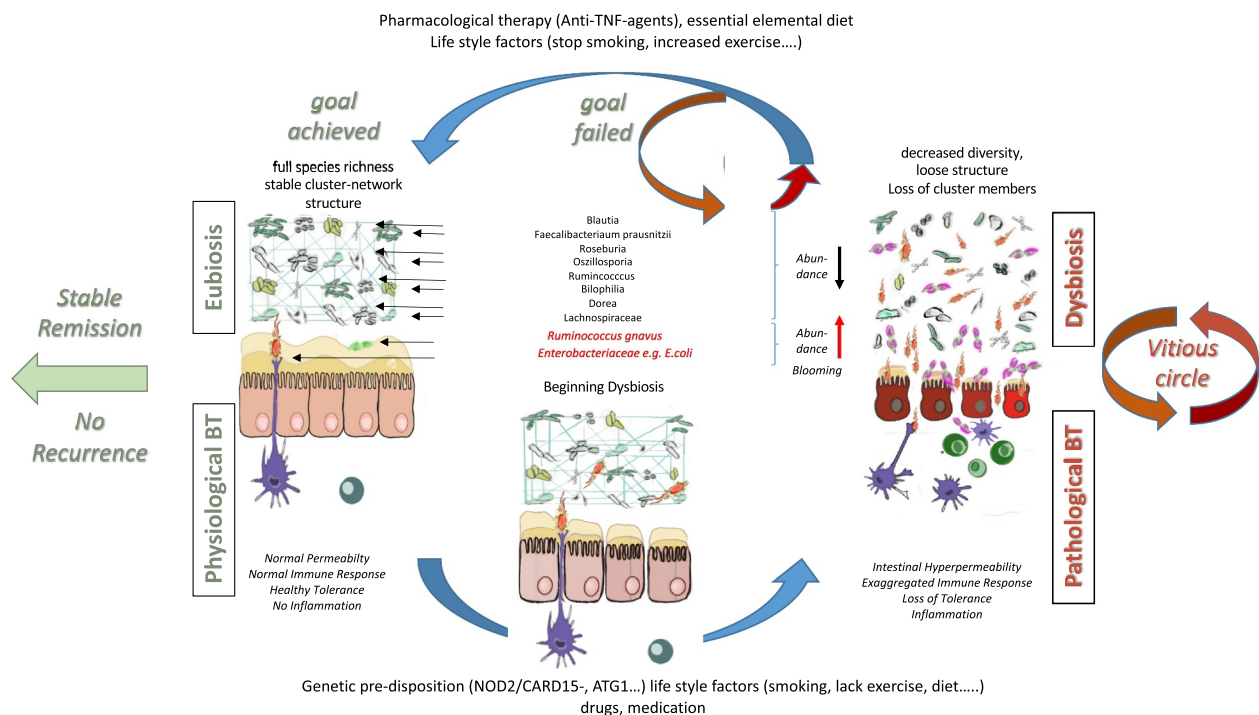 Pharmacological therapy (Anti-TNF-agents), essential elemental diet
Life style factors (stop smoking, increased exercise....)
goal
achieved
goal
failed
full species richness
stable cluster-network
structure
decreased diversity,
loose structure
Loss of cluster members
Eubiosis
Blautia
Faecalibacteriaum prausnitzii
Roseburia
Oszillosporia
Rumincoccus
Bilophilia
Dorea
Lachnospiraceae
Ruminococcus gnavus
Enterobacteriaceae e.g. E.coli
Abun-
dance
Abun-
dance
Blooming
Dysbiosis
Stable
Remission
No
Recurrence
Vitious
circle
Beginning Dysbiosis
Physiological BT
Pathological BT
Normal Permeabilty
Normal Immune Response
Healthy Tolerance
No Inflammation
Intestinal Hyperpermeability
Exaggregated Immune Response
Loss of Tolerance
Inflammation
Genetic pre-disposition (NOD2/CARD15-, ATG1...) life style factors (smoking, lack exercise, diet.....)
drugs, medication